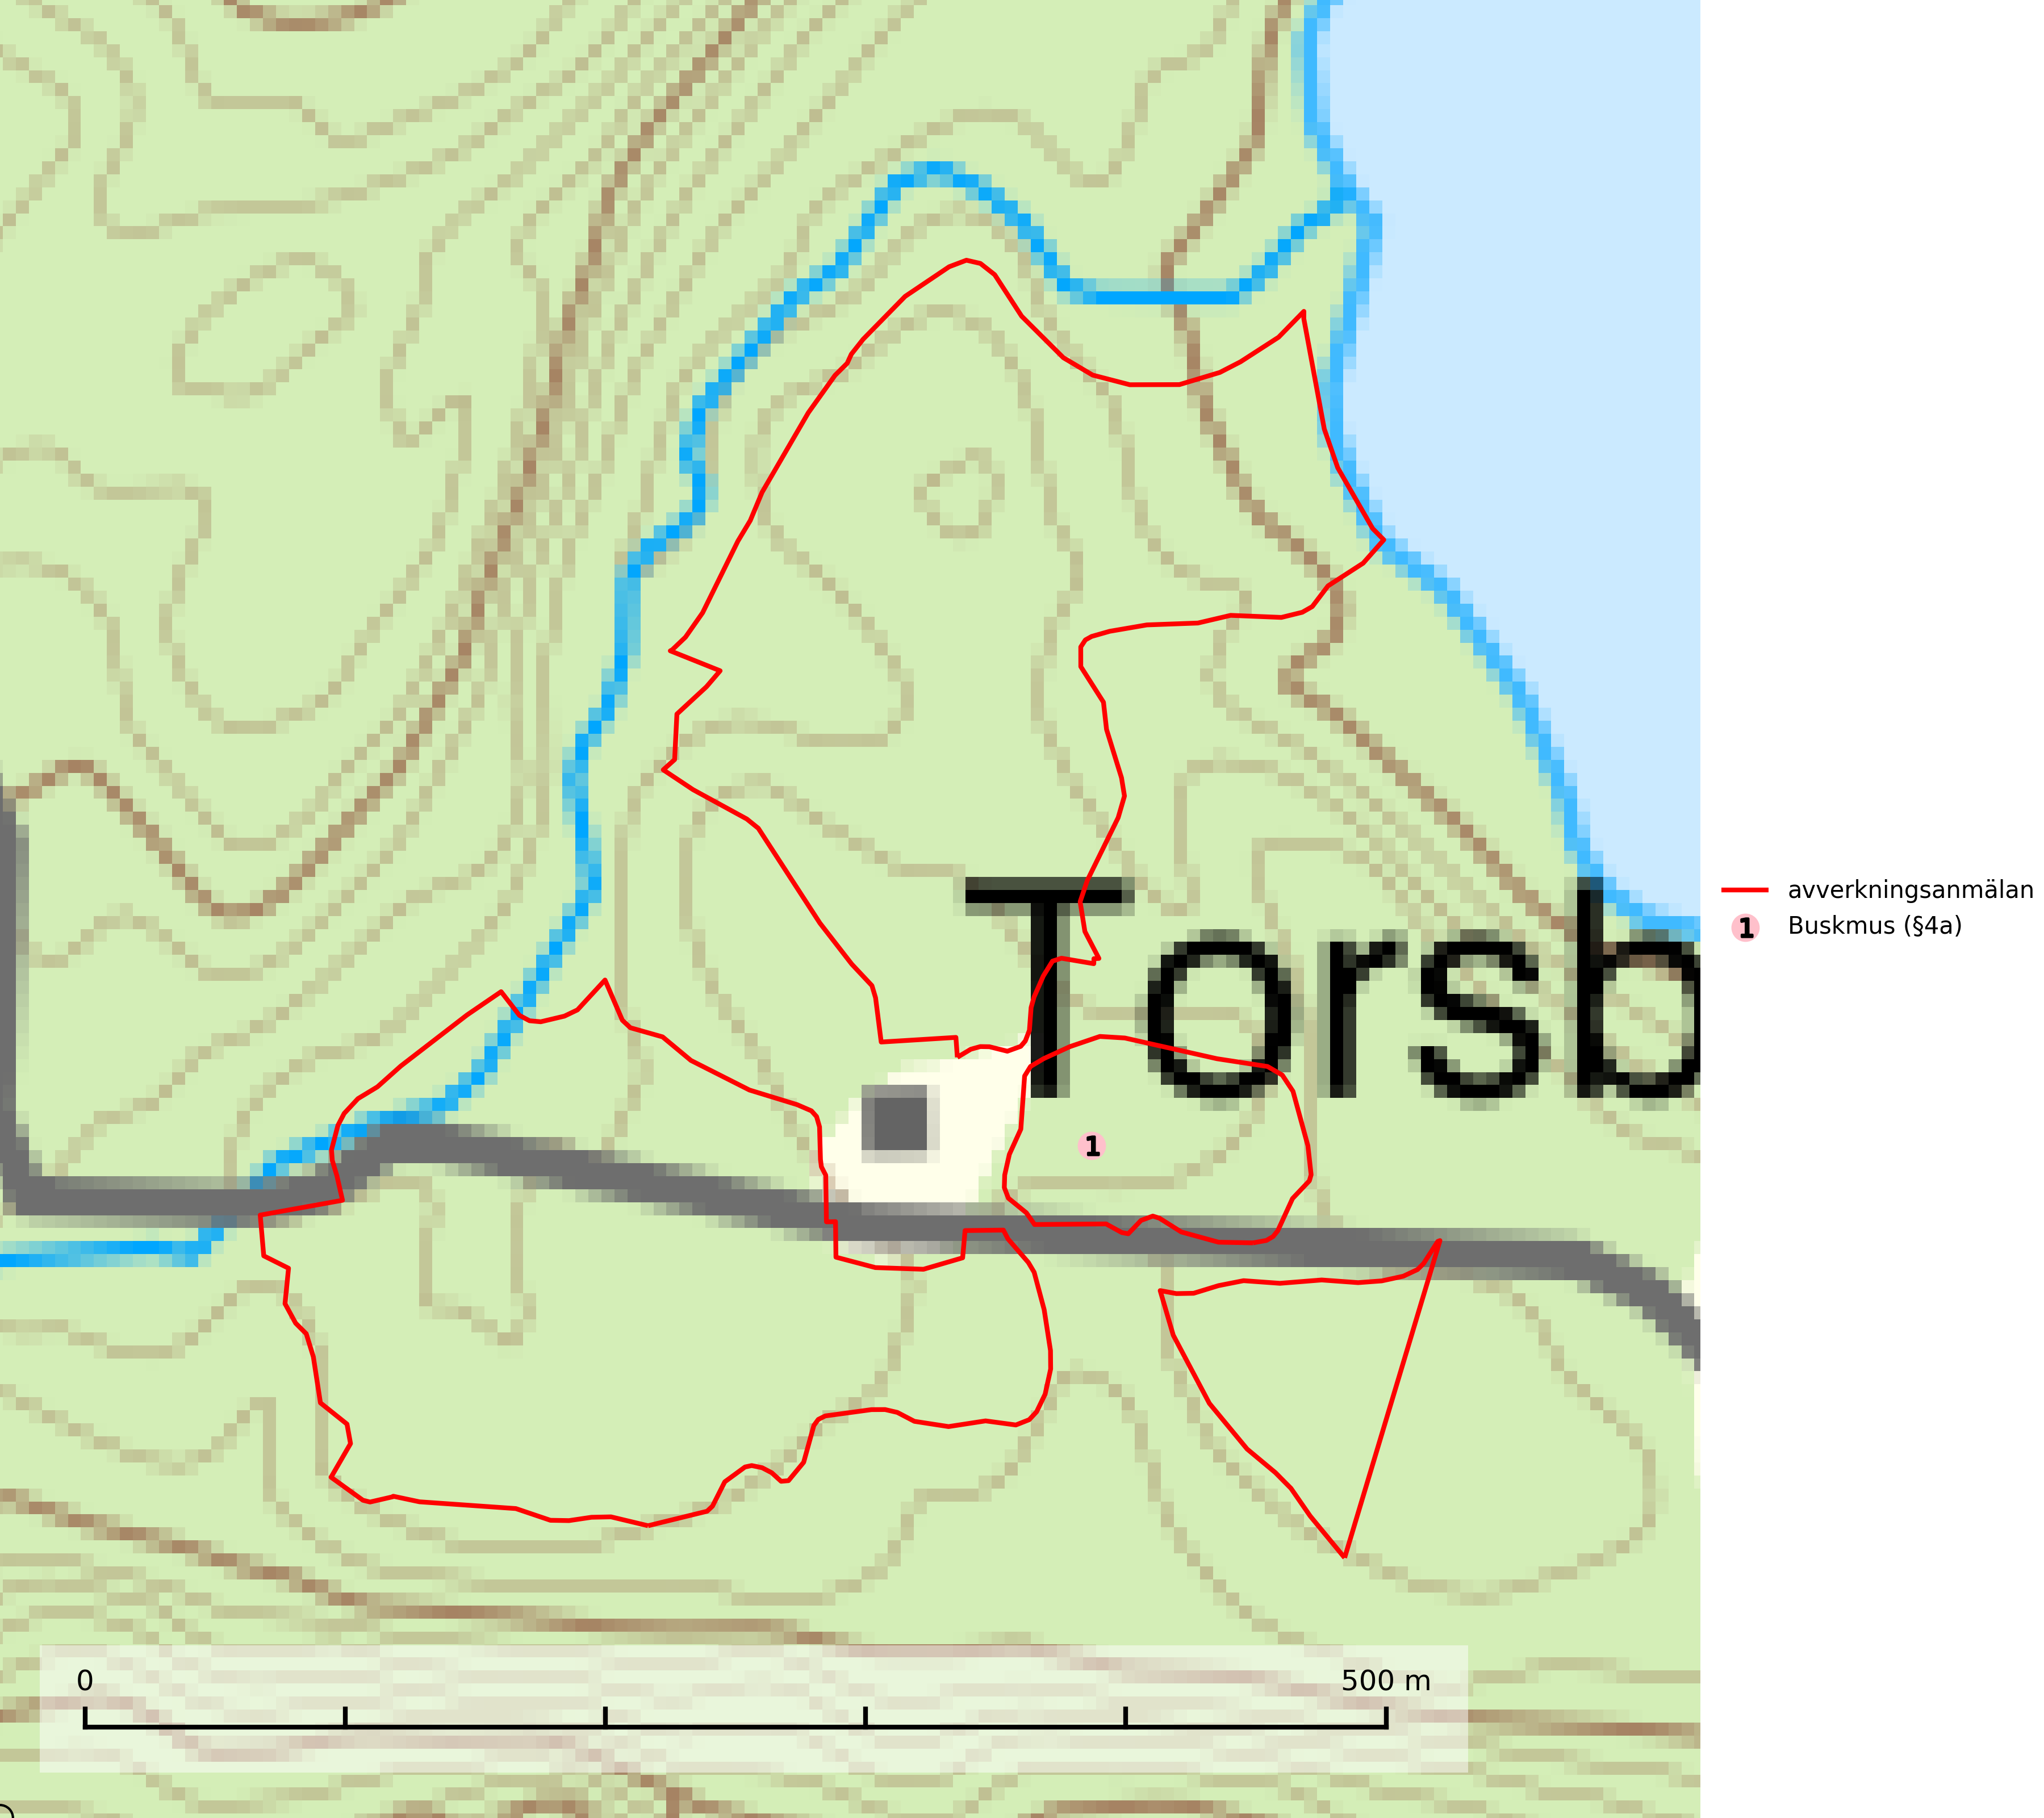 Torsb
avverkningsanmälan
1 Buskmus (§4a)
1
0 500 m